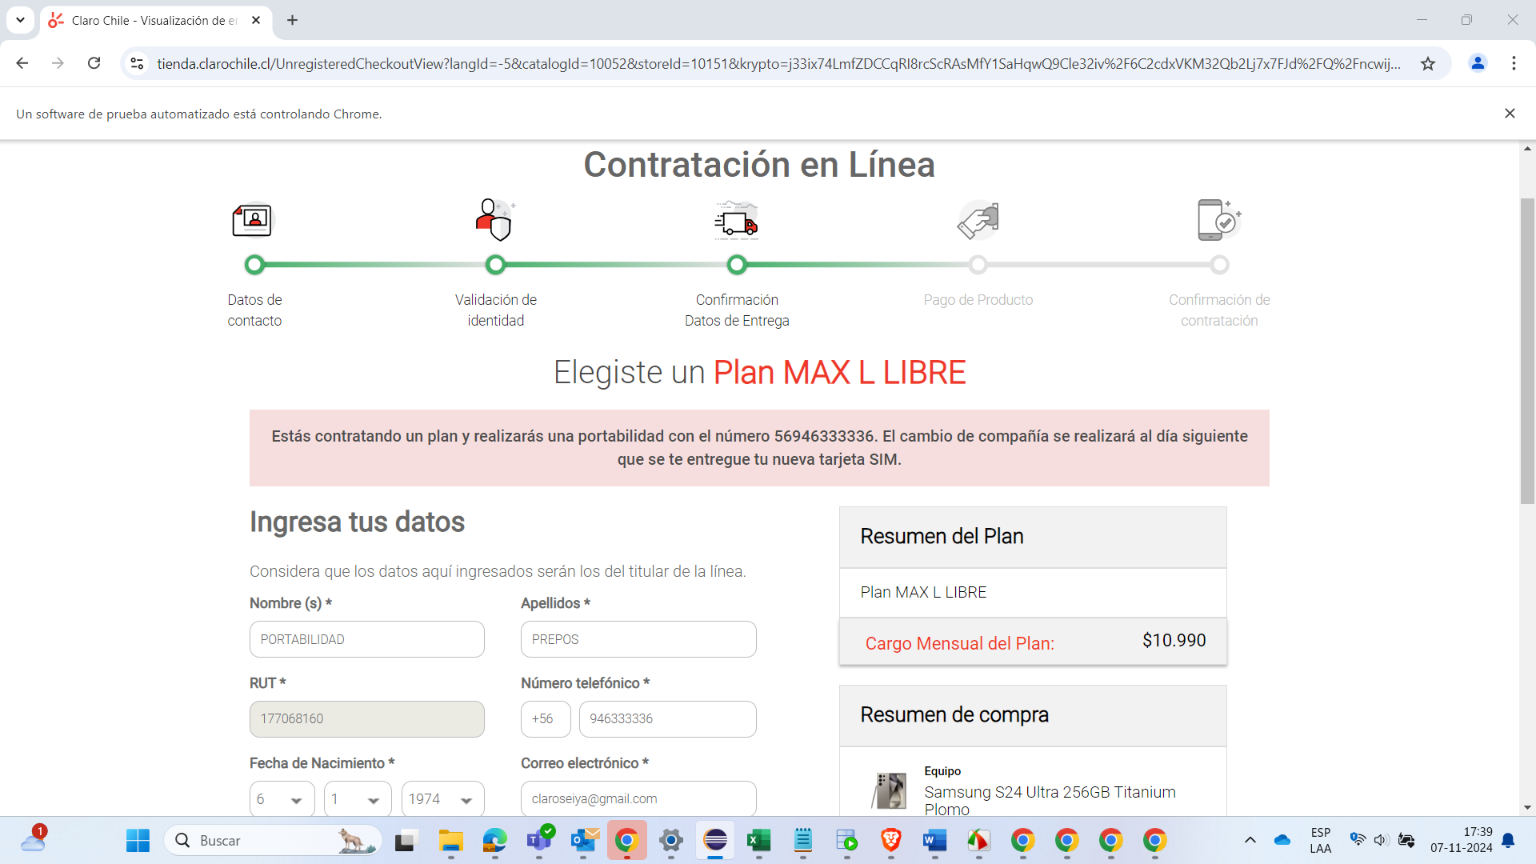 Claro Chile - Visualización de e
tienda.clarochile.cl/UnregisteredCheckoutView?langId=-5&catalogId=10052&storeId=10151&krypto=j33ix74LmfZDCCqRI8rcScRAsMfY1SaHqwQ9Cle32iv%2F6C2cdxVKM32Qb2Lj7x7FJd%2FQ%2Fncwij...
Un software de prueba automatizado está controlando Chrome.
Contratación en Línea
Datos de
contacto
Validación de
identidad
Confirmación
Datos de Entrega
Pago de Producto
Confirmación de
contratación
Elegiste un Plan MAX L LIBRE
Estás contratando un plan y realizarás una portabilidad con el número 56946333336. El cambio de compañía se realizará al día siguiente
que se te entregue tu nueva tarjeta SIM.
Ingresa tus datos
Considera que los datos aquí ingresados serán los del titular de la línea.
Nombre (s) *
Apellidos *
PORTABILIDAD
PREPOS
RUT *
Número telefónico *
177068160
+56
946333336
Fecha de Nacimiento *
Correo electrónico *
6
1
1974
claroseiya@gmail.com
Resumen del Plan
Plan MAX L LIBRE
Cargo Mensual del Plan:
$10.990
Resumen de compra
Equipo
Samsung S24 Ultra 256GB Titanium
Plomo
1
Buscar
ESP
LAA
17:39
07-11-2024